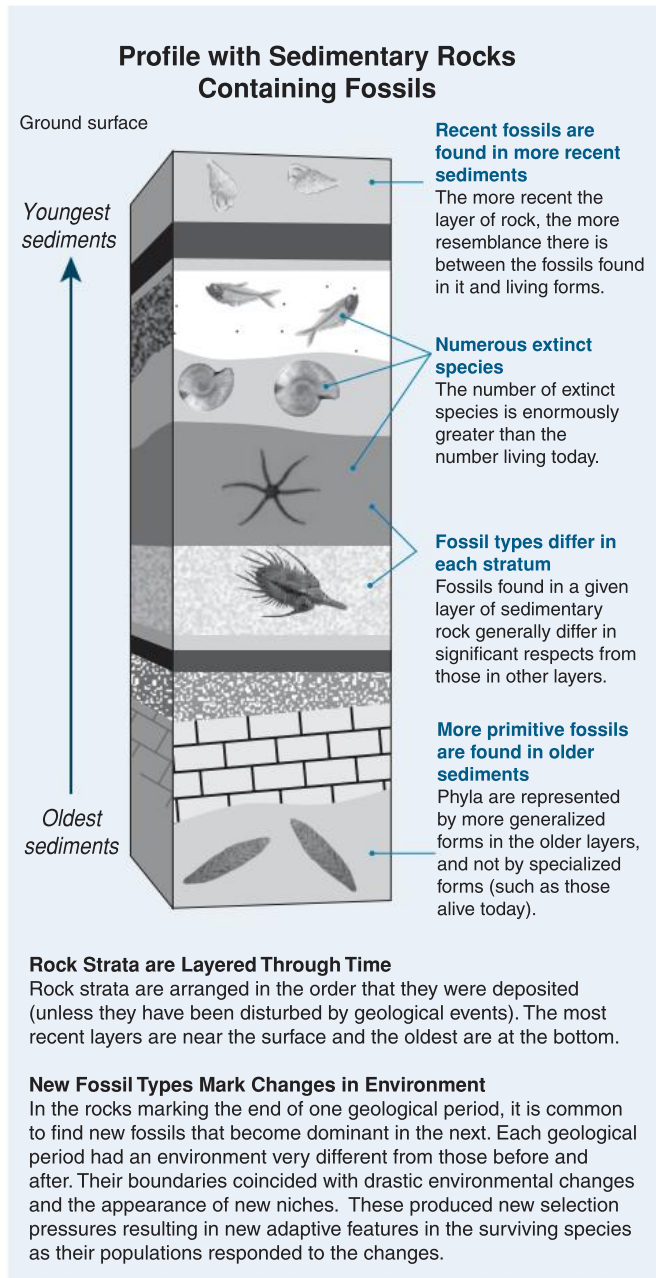 Profile with Sedimentary Rocks
Containing Fossils
Ground surface
Youngest
sediments
Oldest
sediments
Recent fossils are
found in more recent
sediments
The more recent the
layer of rock, the more
resemblance there is
between the fossils found
in it and living forms.
Numerous extinct
species
The number of extinct
species is enormously
greater than the
number living today.
Fossil types differ in
each stratum
Fossils found in a given
layer of sedimentary
rock generally differ in
significant respects from
those in other layers.
More primitive fossils
are found in older
sediments
Phyla are represented
by more generalized
forms in the older layers,
and not by specialized
forms (such as those
alive today).
Rock Strata are Layered Through Time
Rock strata are arranged in the order that they were deposited
(unless they have been disturbed by geological events). The most
recent layers are near the surface and the oldest are at the bottom.
New Fossil Types Mark Changes in Environment
In the rocks marking the end of one geological period, it is common
to find new fossils that become dominant in the next. Each geological
period had an environment very different from those before and
after. Their boundaries coincided with drastic environmental changes
and the appearance of new niches. These produced new selection
pressures resulting in new adaptive features in the surviving species
as their populations responded to the changes.